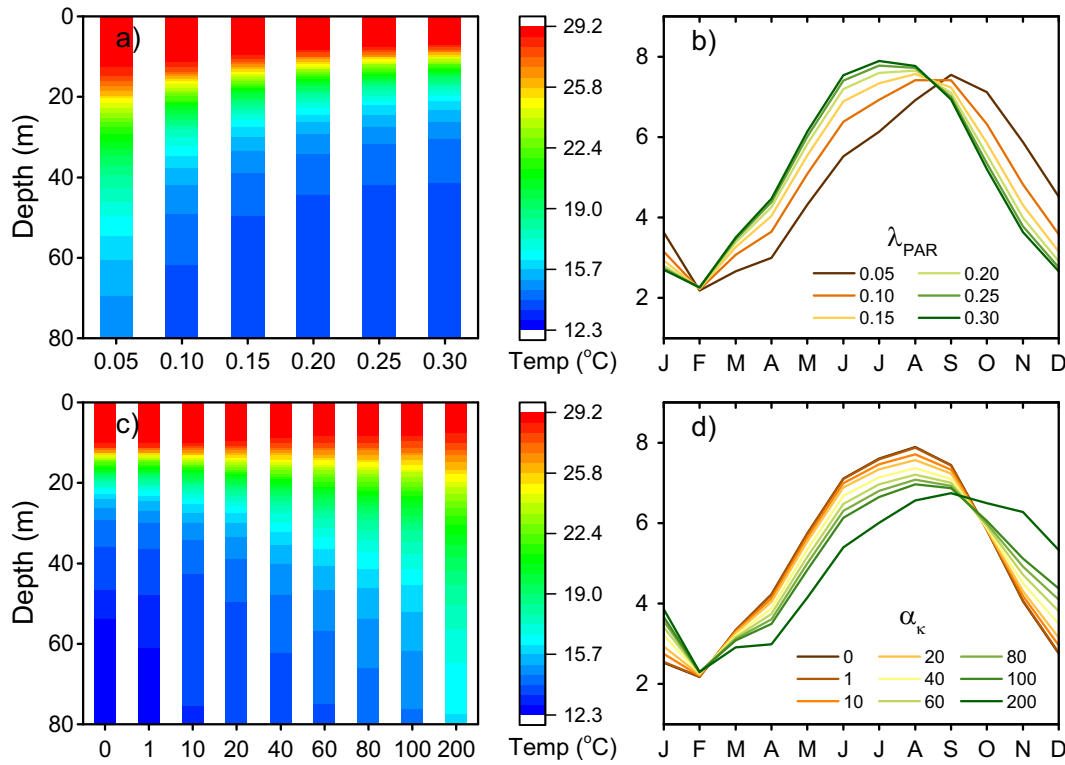 a)
Depth (m)
0
20
40
60
80
0.05 0.10 0.15 0.20 0.25 0.30
29.2
25.8
22.4
19.0
15.7
12.3
Temp (°C)
b)
8
6
4
2
λPAR
0.05 0.20
0.10 0.25
0.15 0.30
J F M A M J J A S O N D
c)
Depth (m)
0
20
40
60
80
0 1 10 20 40 60 80 100 200
29.2
25.8
22.4
19.0
15.7
12.3
Temp (°C)
d)
8
6
4
2
ακ
0 20 80
1 40 100
10 60 200
J F M A M J J A S O N D